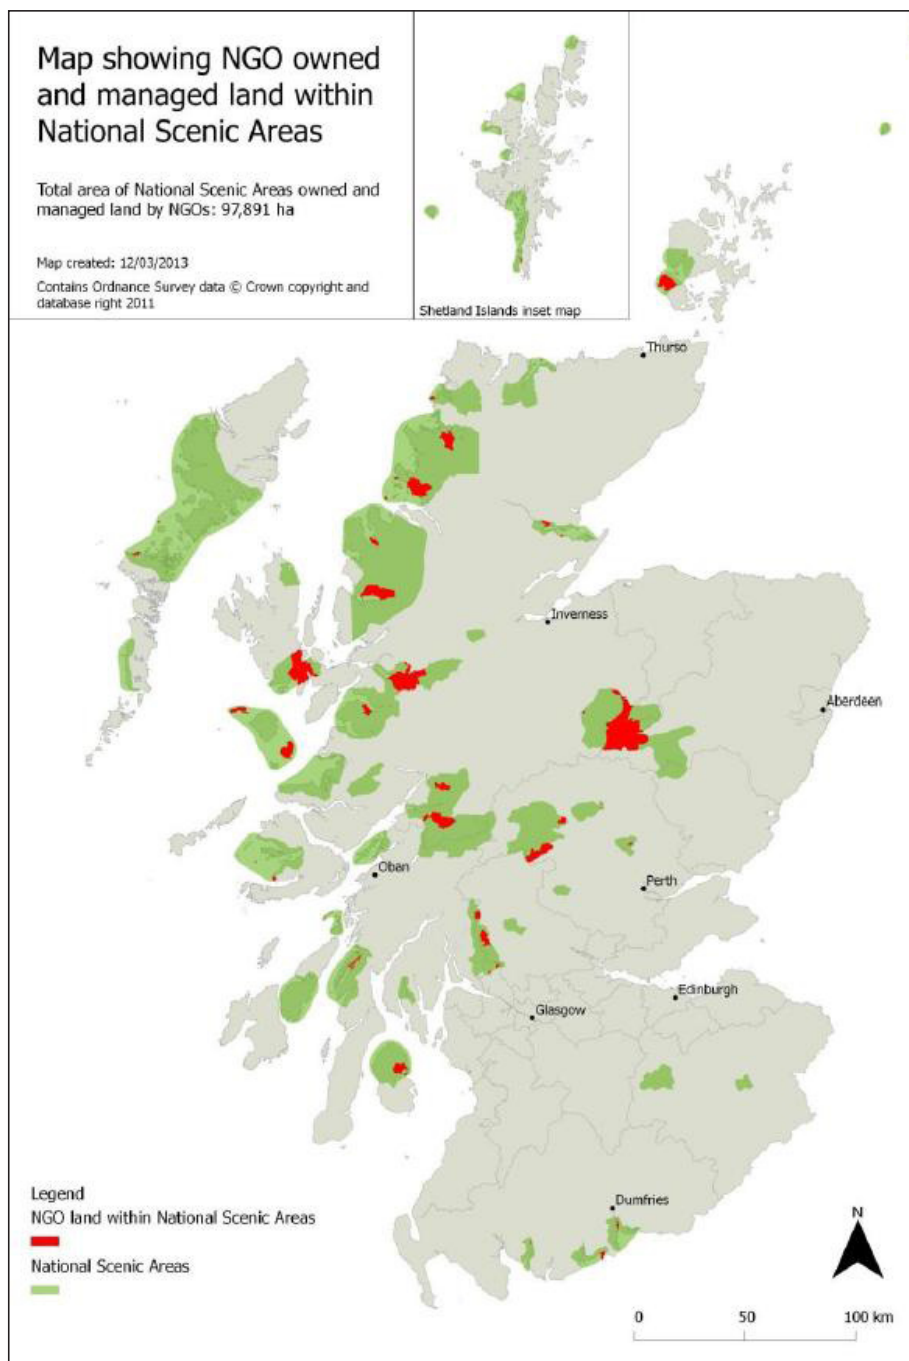 Map showing NGO owned
and managed land within
National Scenic Areas
Total area of National Scenic Areas owned and
managed land by NGOs: 97,891 ha
Map created: 12/03/2013
Contains Ordnance Survey data © Crown copyright and
database right 2011
Shetland Islands inset map
Thurso
Inverness
Aberdeen
Oban
Perth
Edinburgh
Glasgow
Dumfries
Legend
NGO land within National Scenic Areas
National Scenic Areas
N
0 50 100 km